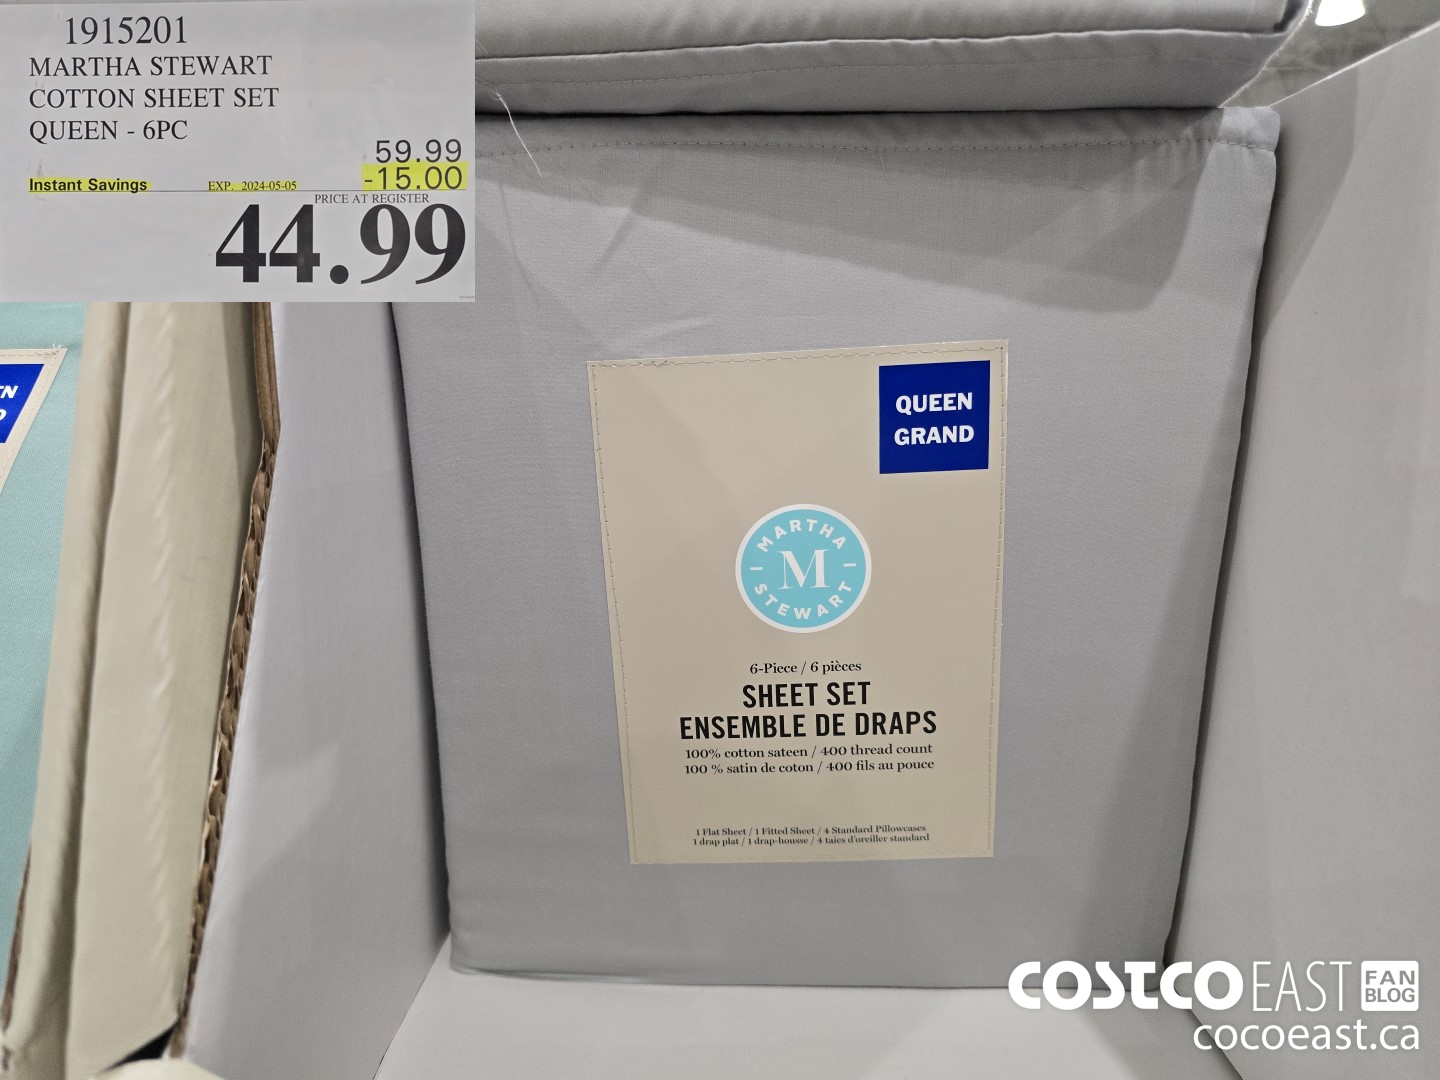 1915201
MARTHA STEWART
COTTON SHEET SET
QUEEN - 6PC
59.99
Instant Savings EXP. 2024-05-05 -15.00
PRICE AT REGISTER
44.99
QUEEN
GRAND
MARTHA
M
STEWART
6-Piece / 6 pièces
SHEET SET
ENSEMBLE DE DRAPS
100% cotton sateen / 400 thread count
100 % satin de coton / 400 fils au pouce
1 Flat Sheet / 1 Fitted Sheet / 4 Standard Pillowcases
1 drap plat / 1 drap-housse / 4 taies d'oreiller standard
COSTCO EAST FAN
BLOG
cocoeast.ca